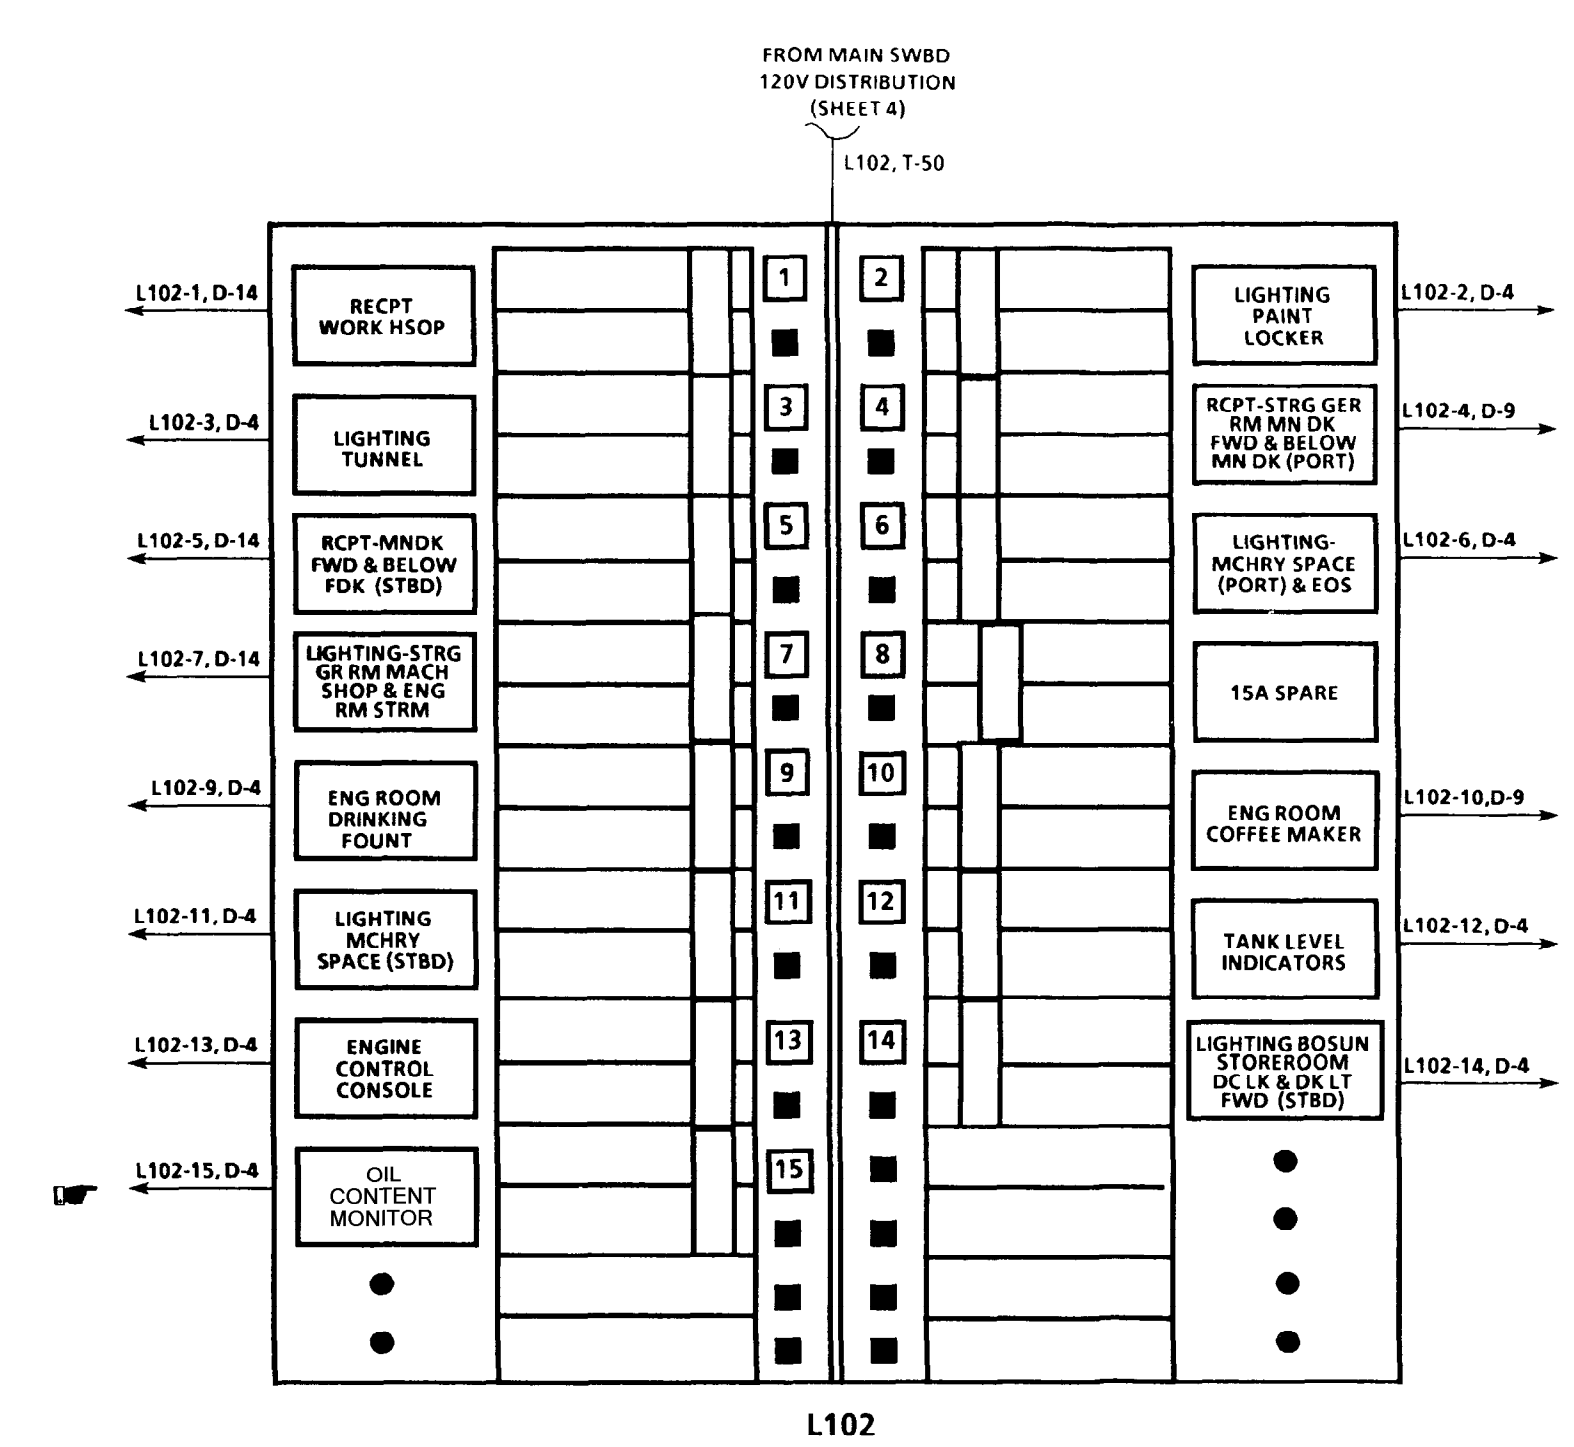 FROM MAIN SWBD
120V DISTRIBUTION
(SHEET 4)
L102, T-50
L102-1, D-14
RECPT
WORK HSOP
1
2
LIGHTING
PAINT
LOCKER
L102-2, D-4
L102-3, D-4
LIGHTING
TUNNEL
3
4
RCPT-STRG GER
RM MN DK
FWD & BELOW
MN DK (PORT)
L102-4, D-9
L102-5, D-14
RCPT-MNDK
FWD & BELOW
FDK (STBD)
5
6
LIGHTING-
MCHRY SPACE
(PORT) & EOS
L102-6, D-4
L102-7, D-14
LIGHTING-STRG
GR RM MACH
SHOP & ENG
RM STRM
7
8
15A SPARE
L102-9, D-4
ENG ROOM
DRINKING
FOUNT
9
10
ENG ROOM
COFFEE MAKER
L102-10,D-9
L102-11, D-4
LIGHTING
MCHRY
SPACE (STBD)
11
12
TANK LEVEL
INDICATORS
L102-12, D-4
L102-13, D-4
ENGINE
CONTROL
CONSOLE
13
14
LIGHTING BOSUN
STOREROOM
DC LK & DK LT
FWD (STBD)
L102-14, D-4
L102-15, D-4
OIL
CONTENT
MONITOR
15
L102